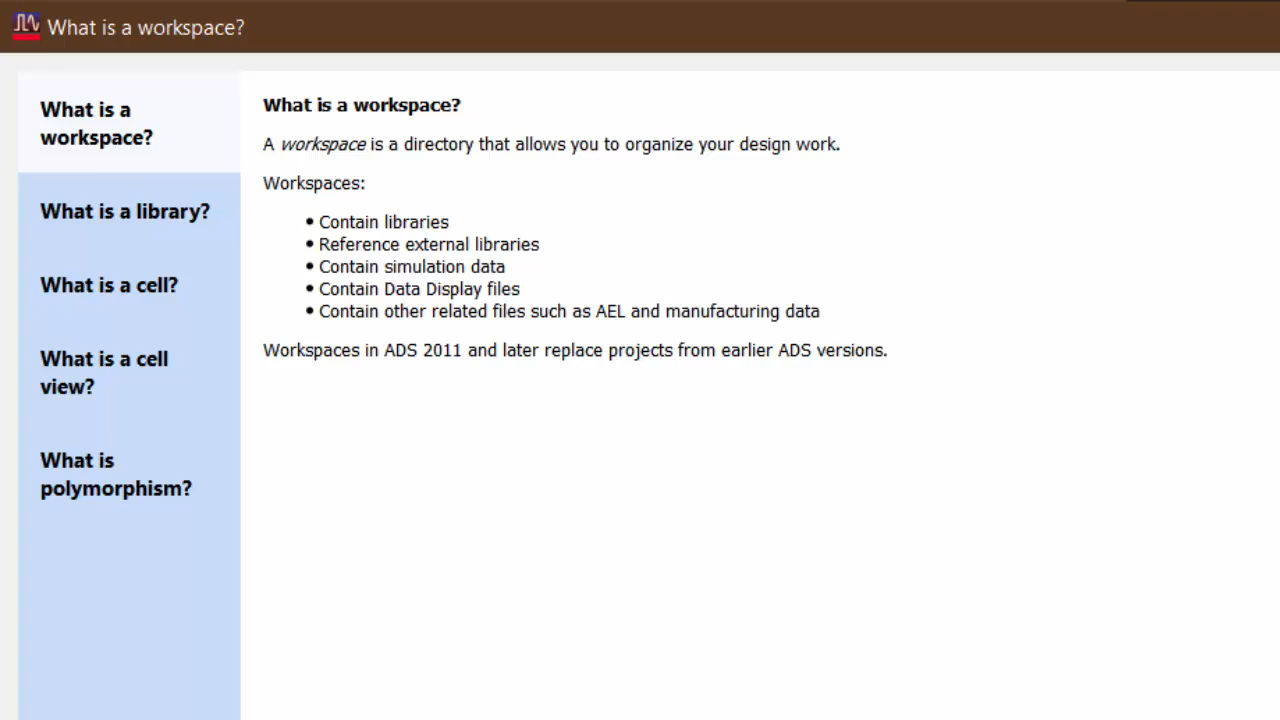 What is a workspace?
What is a
workspace?
What is a library?
What is a cell?
What is a cell
view?
What is
polymorphism?
What is a workspace?
A workspace is a directory that allows you to organize your design work.
Workspaces:
• Contain libraries
• Reference external libraries
• Contain simulation data
• Contain Data Display files
• Contain other related files such as AEL and manufacturing data
Workspaces in ADS 2011 and later replace projects from earlier ADS versions.